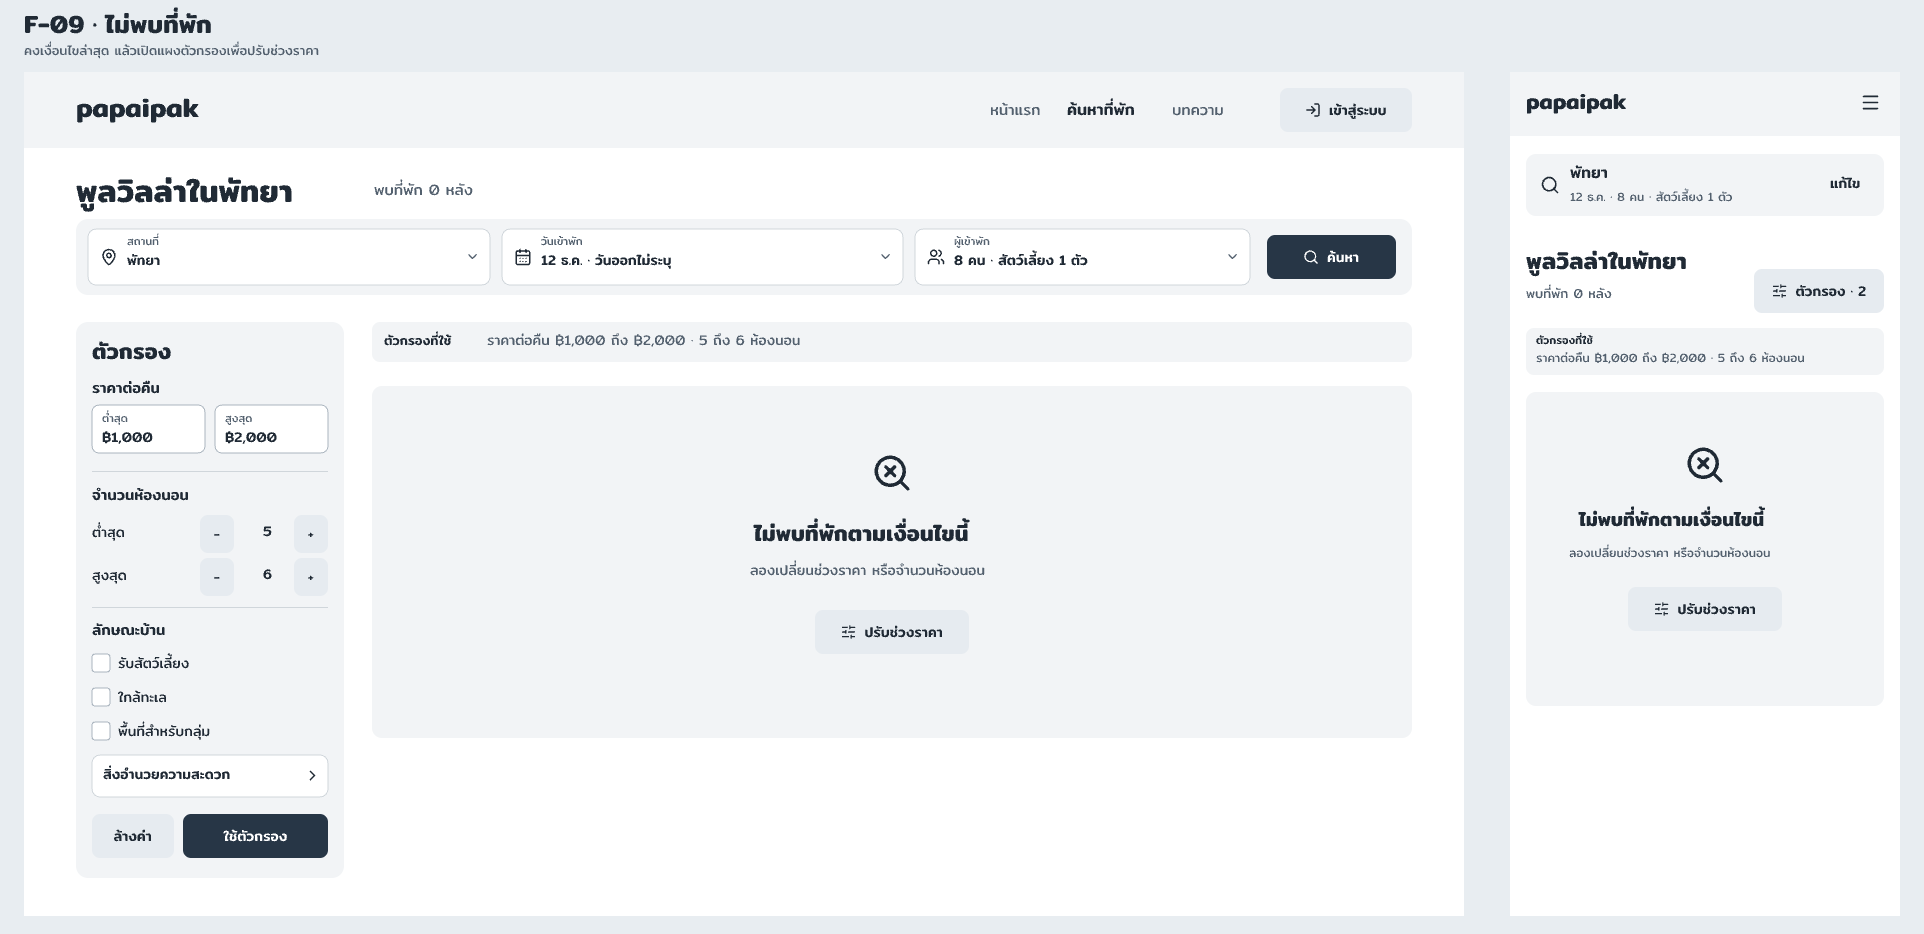 F-09 · ไม่พบที่พัก
คงเงื่อนไขล่าสุด แล้วเปิดแผงตัวกรองเพื่อปรับช่วงราคา
papaipak
หน้าแรก
ค้นหาที่พัก
บทความ
เข้าสู่ระบบ
พูลวิลล่าในพัทยา
พบที่พัก 0 หลัง
สถานที่
พัทยา
วันเข้าพัก
12 ธ.ค. · วันออกไม่ระบุ
ผู้เข้าพัก
8 คน · สัตว์เลี้ยง 1 ตัว
ค้นหา
ตัวกรอง
ราคาต่อคืน
ต่ำสุด
฿1,000
สูงสุด
฿2,000
จำนวนห้องนอน
ต่ำสุด
-
5
+
สูงสุด
-
6
+
ลักษณะบ้าน
รับสัตว์เลี้ยง
ใกล้ทะเล
พื้นที่สำหรับกลุ่ม
สิ่งอำนวยความสะดวก
ล้างค่า
ใช้ตัวกรอง
ตัวกรองที่ใช้
ราคาต่อคืน ฿1,000 ถึง ฿2,000 · 5 ถึง 6 ห้องนอน
ไม่พบที่พักตามเงื่อนไขนี้
ลองเปลี่ยนช่วงราคา หรือจำนวนห้องนอน
ปรับช่วงราคา
papaipak
พัทยา
12 ธ.ค. · 8 คน · สัตว์เลี้ยง 1 ตัว
แก้ไข
พูลวิลล่าในพัทยา
พบที่พัก 0 หลัง
ตัวกรอง · 2
ตัวกรองที่ใช้
ราคาต่อคืน ฿1,000 ถึง ฿2,000 · 5 ถึง 6 ห้องนอน
ไม่พบที่พักตามเงื่อนไขนี้
ลองเปลี่ยนช่วงราคา หรือจำนวนห้องนอน
ปรับช่วงราคา